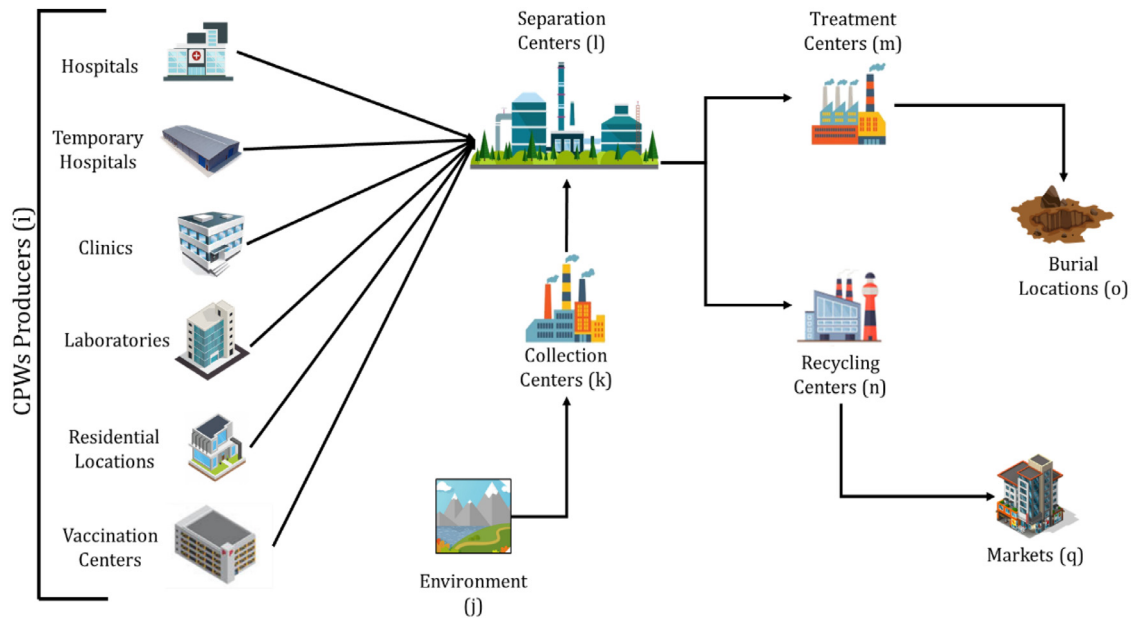 CPWs Producers (i)
Hospitals
Temporary
Hospitals
Clinics
Laboratories
Residential
Locations
Vaccination
Centers
Separation
Centers (l)
Collection
Centers (k)
Environment
(j)
Treatment
Centers (m)
Burial
Locations (o)
Recycling
Centers (n)
Markets (q)